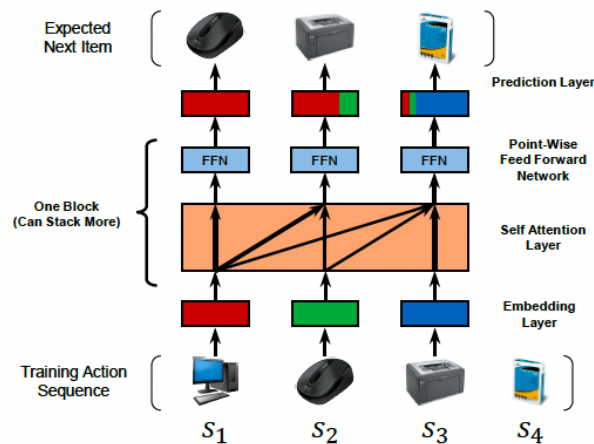 Expected
Next Item
Prediction Layer
FFN
FFN
FFN
Point-Wise
Feed Forward
Network
One Block
(Can Stack More)
Self Attention
Layer
Embedding
Layer
Training Action
Sequence
S1
S2
S3
S4